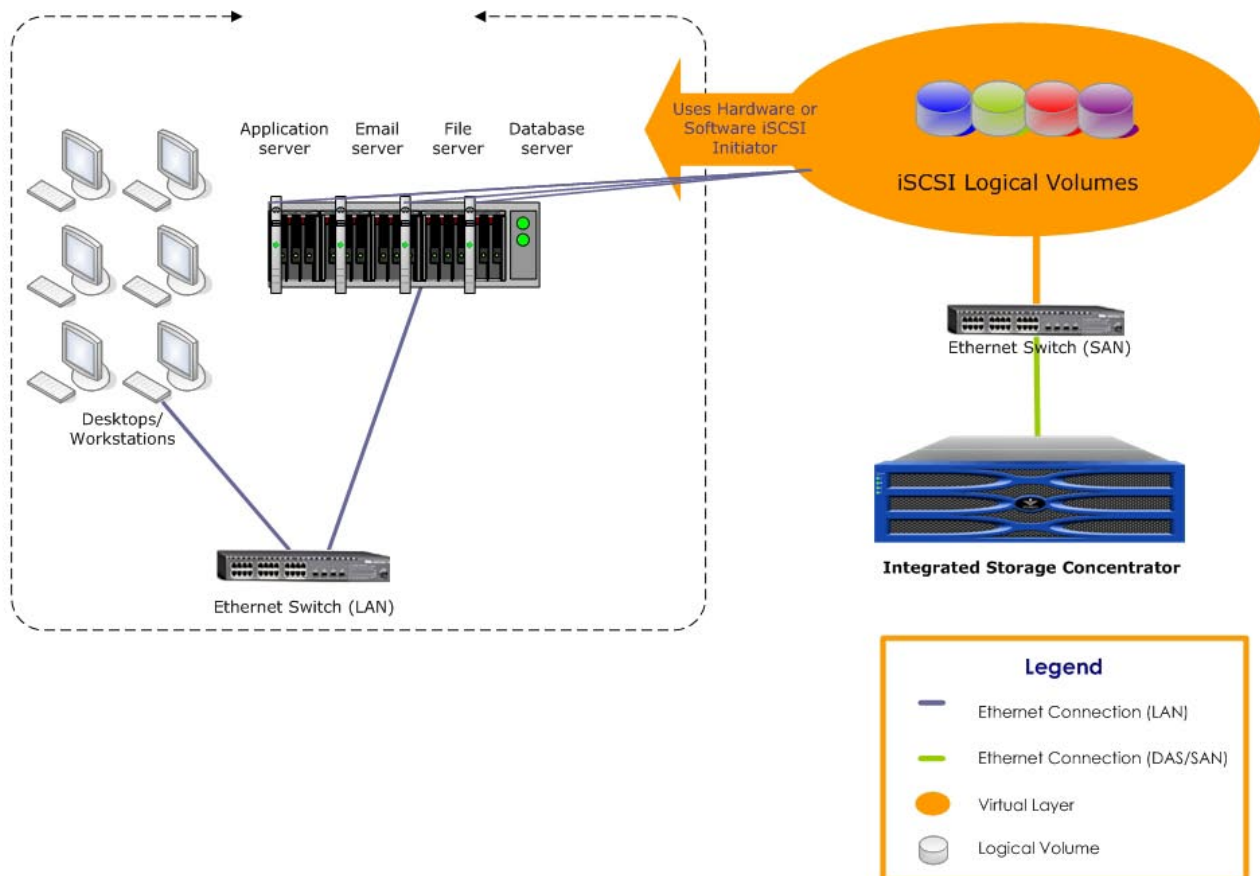 Application
server
Email
server
File
server
Database
server
Uses Hardware or
Software iSCSI
Initiator
iSCSI Logical Volumes
Ethernet Switch (SAN)
Desktops/
Workstations
Integrated Storage Concentrator
Ethernet Switch (LAN)
Legend
Ethernet Connection (LAN)
Ethernet Connection (DAS/SAN)
Virtual Layer
Logical Volume